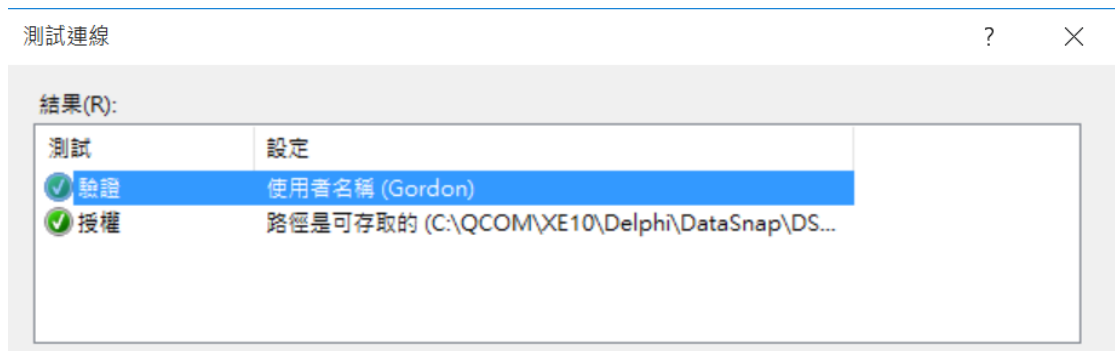 測試連線 ?
結果(R):
測試 設定
驗證 使用者名稱 (Gordon)
授權 路徑是可存取的 (C:\QCOM\XE10\Delphi\DataSnap\DS...